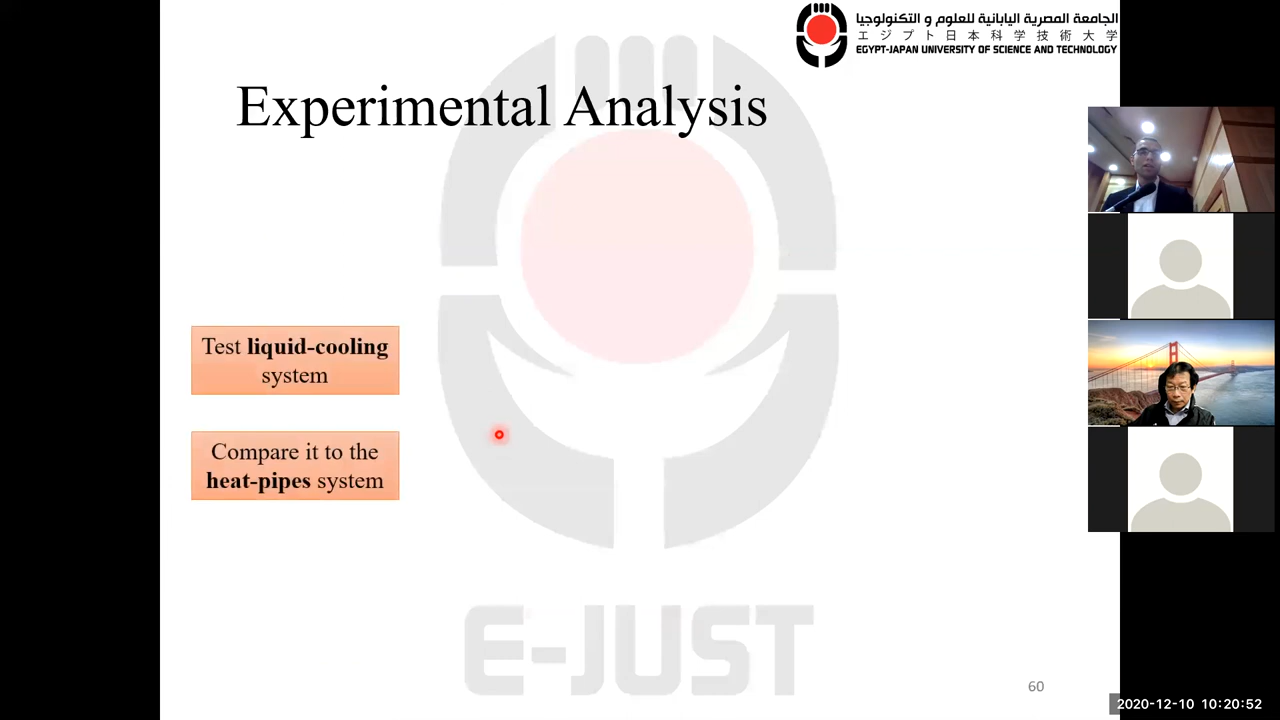 الجامعة المصرية اليابانية للعلوم و التكنولوجيا
エジプト日本科学技術大学
EGYPT-JAPAN UNIVERSITY OF SCIENCE AND TECHNOLOGY
Experimental Analysis
Test liquid-cooling
system
Compare it to the
heat-pipes system
E-JUST
60
2020-12-10 10:20:52